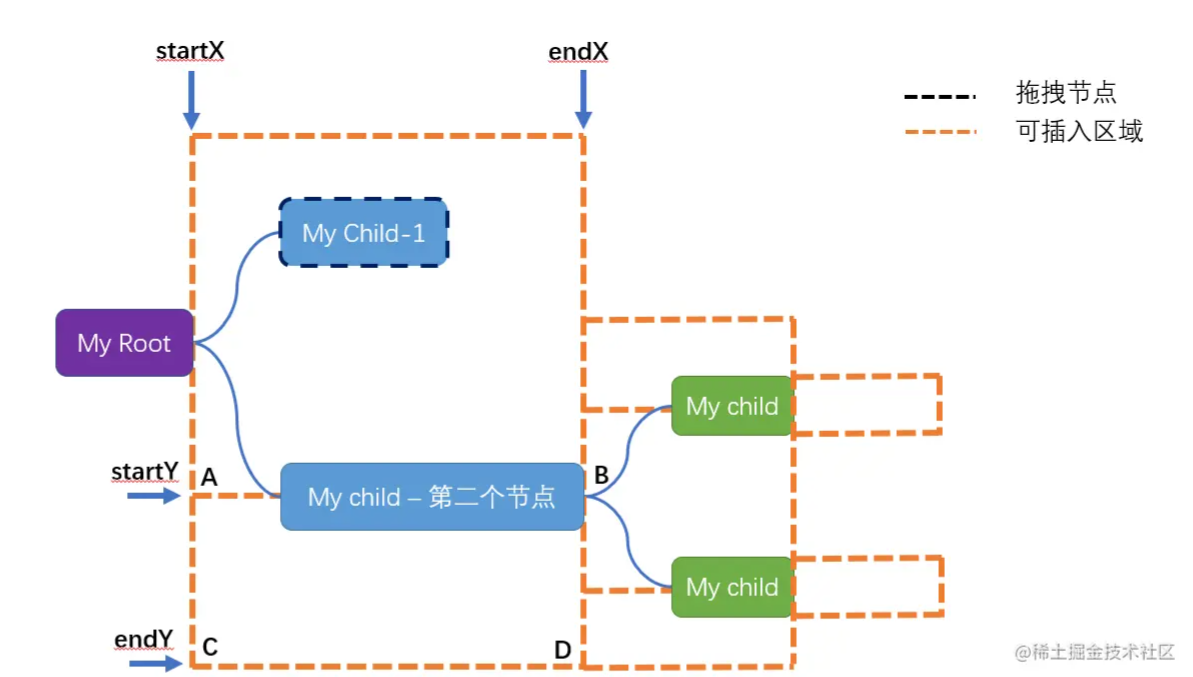 startX
endX
拖拽节点
可插入区域
My Child-1
My Root
My child
startY
A
B
My child – 第二个节点
My child
endY
C
D
@稀土掘金技术社区